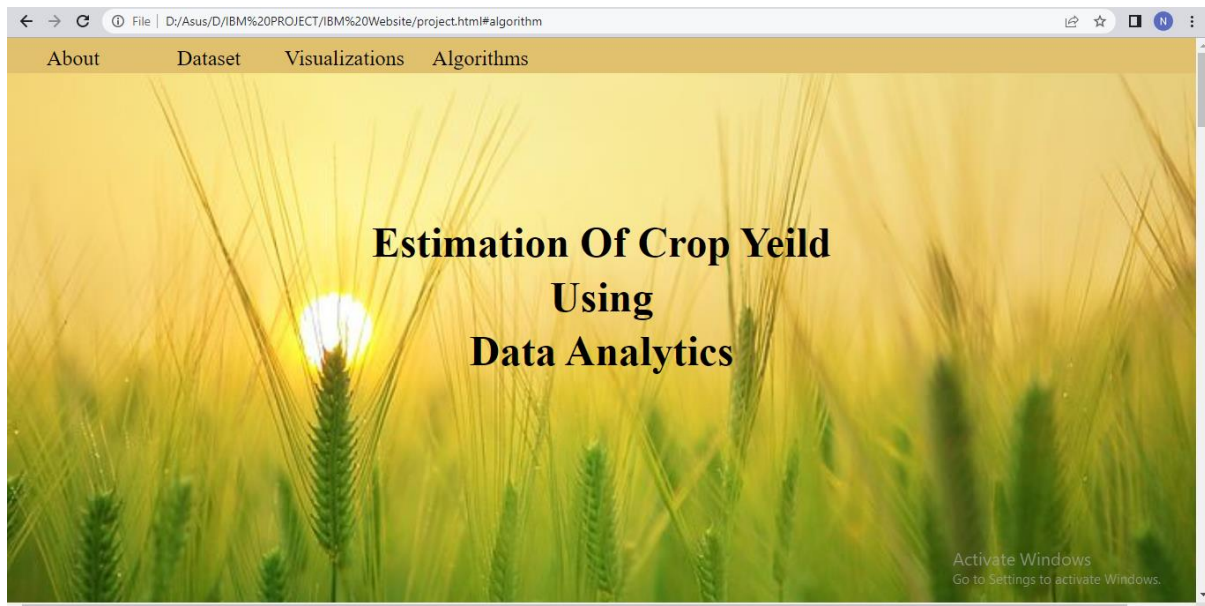 File | D:/Asus/D/IBM%20PROJECT/IBM%20Website/project.html#algorithm
N
About Dataset Visualizations Algorithms
Estimation Of Crop Yeild
Using
Data Analytics
Activate Windows
Go to Settings to activate Windows.